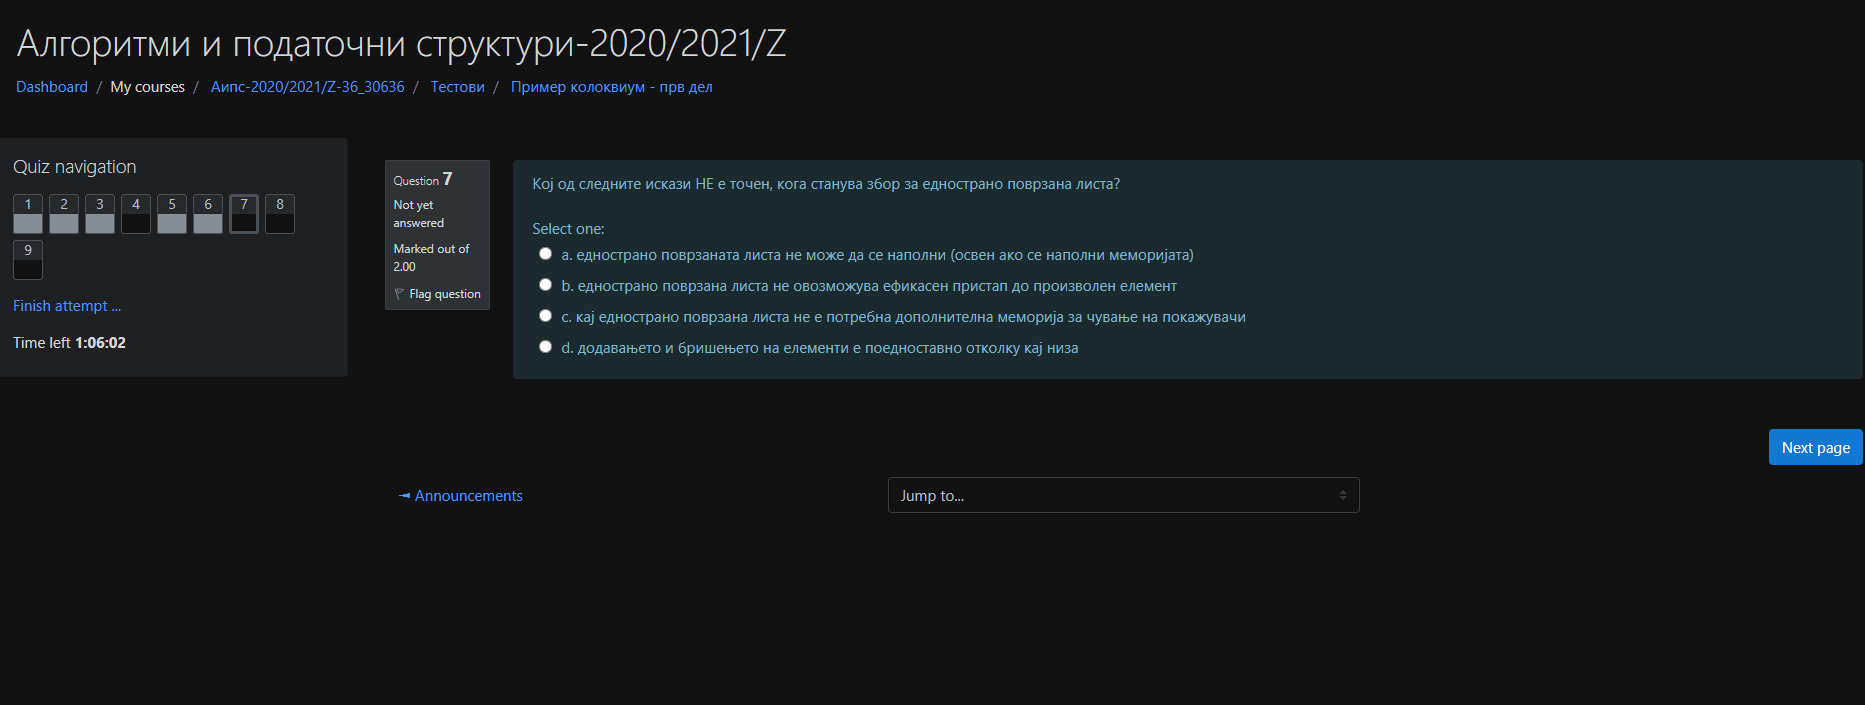 Алгоритми и податочни структури-2020/2021/Z
Dashboard / My courses / Аипс-2020/2021/Z-36_30636 / Тестови / Пример колоквиум - прв дел
Quiz navigation
1 2 3 4 5 6 7 8
9
Finish attempt ...
Time left 1:06:02
Question 7
Not yet
answered
Marked out of
2.00
Flag question
Кој од следните искази НЕ е точен, кога станува збор за еднострано поврзана листа?
Select one:
a. еднострано поврзаната листа не може да се наполни (освен ако се наполни меморијата)
b. еднострано поврзана листа не овозможува ефикасен пристап до произволен елемент
c. кај еднострано поврзана листа не е потребна дополнителна меморија за чување на покажувачи
d. додавањето и бришењето на елементи е поедноставно отколку кај низа
Next page
◄ Announcements
Jump to...